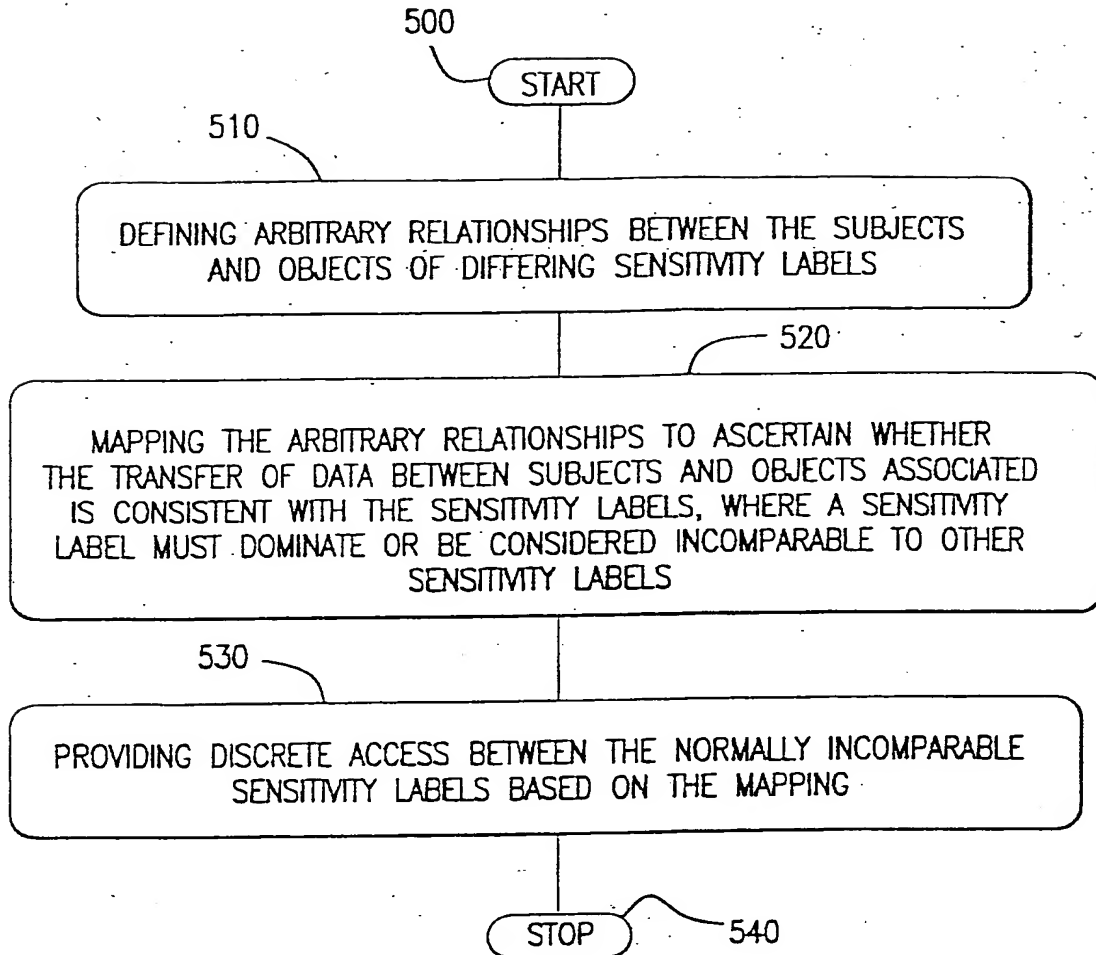 500
START
510
DEFINING ARBITRARY RELATIONSHIPS BETWEEN THE SUBJECTS
AND OBJECTS OF DIFFERING SENSITIVITY LABELS
520
MAPPING THE ARBITRARY RELATIONSHIPS TO ASCERTAIN WHETHER
THE TRANSFER OF DATA BETWEEN SUBJECTS AND OBJECTS ASSOCIATED
IS CONSISTENT WITH THE SENSITIVITY LABELS, WHERE A SENSITIVITY
LABEL MUST DOMINATE OR BE CONSIDERED INCOMPARABLE TO OTHER
SENSITIVITY LABELS
530
PROVIDING DISCRETE ACCESS BETWEEN THE NORMALLY INCOMPARABLE
SENSITIVITY LABELS BASED ON THE MAPPING
STOP
540